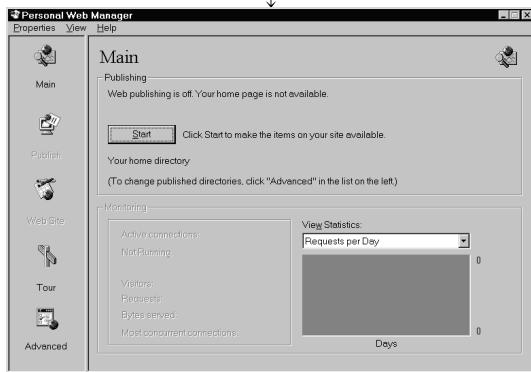 Personal Web Manager
Properties View Help
Main
Publish
Web Site
Tour
Advanced
Main
Publishing
Web publishing is off. Your home page is not available.
Start
Click Start to make the items on your site available.
Your home directory
(To change published directories, click "Advanced" in the list on the left.)
Monitoring
Active connections:
Not Running
Visitors:
Requests:
Bytes served:
Most concurrent connections:
View Statistics:
Requests per Day
0
0
Days